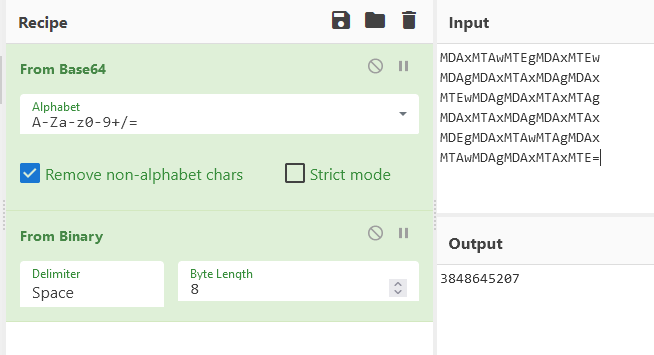 Recipe
From Base64
Alphabet
A-Za-z0-9+/=
Remove non-alphabet chars
Strict mode
From Binary
Delimiter
Space
Byte Length
8
Input
MDAxMTAwMTEgMDAxMTEw
MDAgMDAxMTAxMDAgMDAx
MTEwMDAgMDAxMTAxMTAg
MDAxMTAxMDAgMDAxMTAx
MDEgMDAxMTAwMTAgMDAx
MTAwMDAgMDAxMTAxMTE=
Output
3848645207